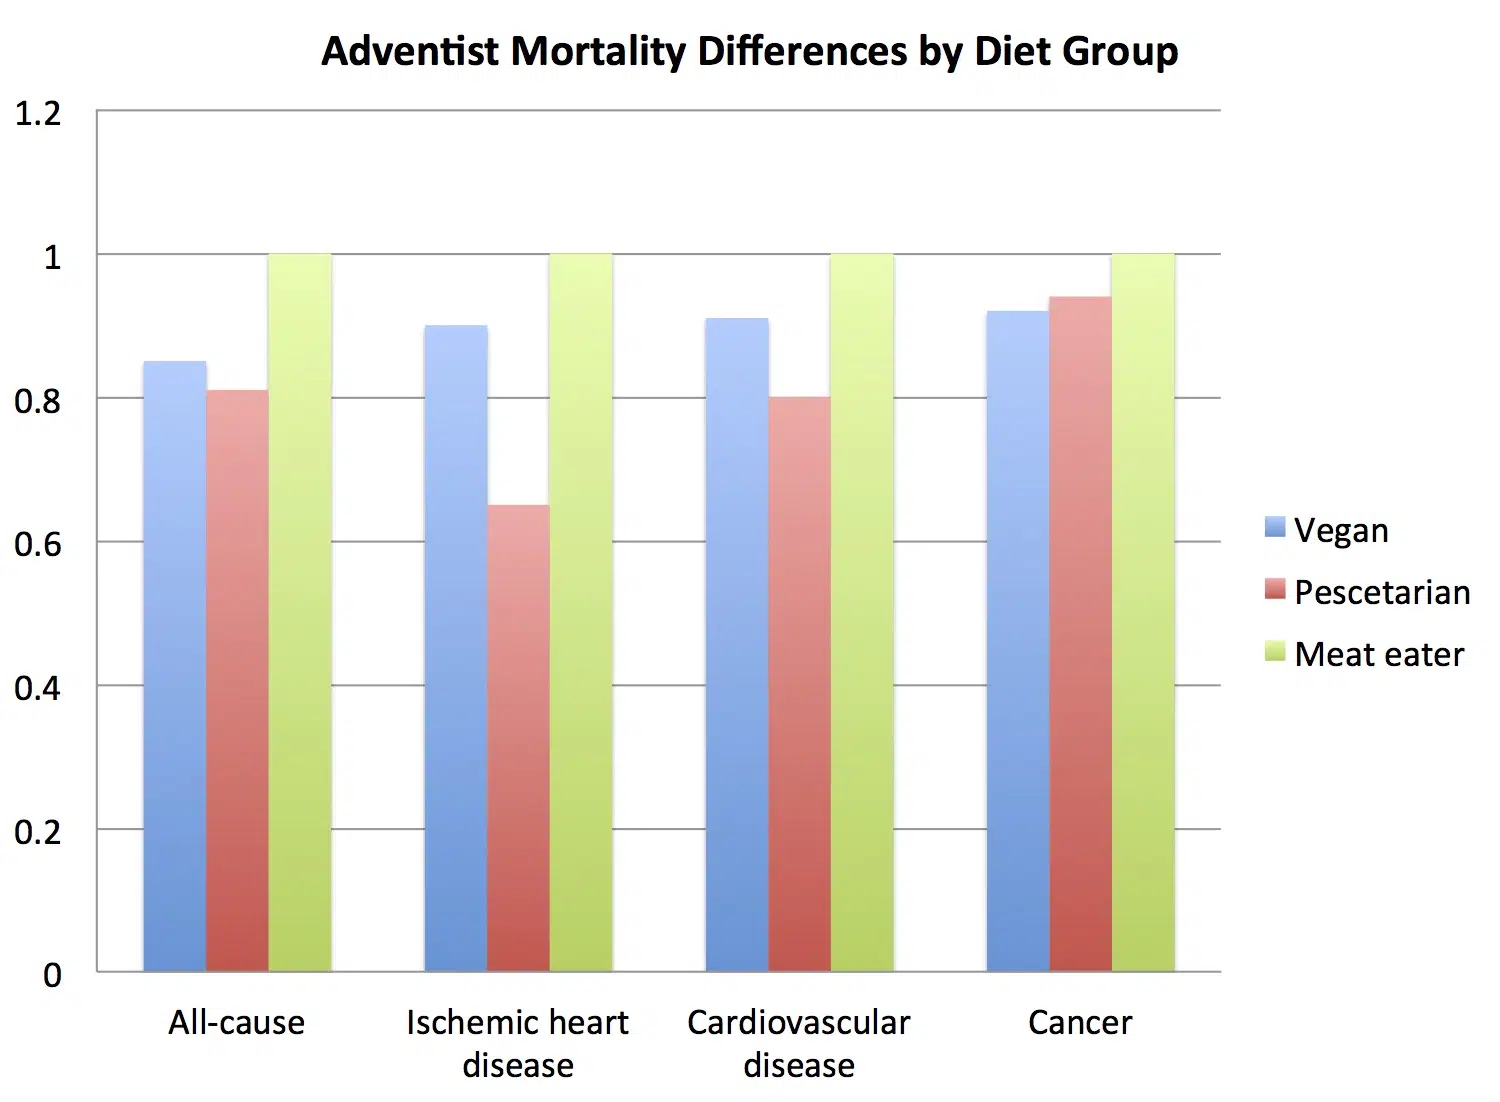 Adventist Mortality Differences by Diet Group
1.2
1
0.8
0.6
0.4
0.2
0
All-cause
Ischemic heart
disease
Cardiovascular
disease
Cancer
Vegan
Pescetarian
Meat eater